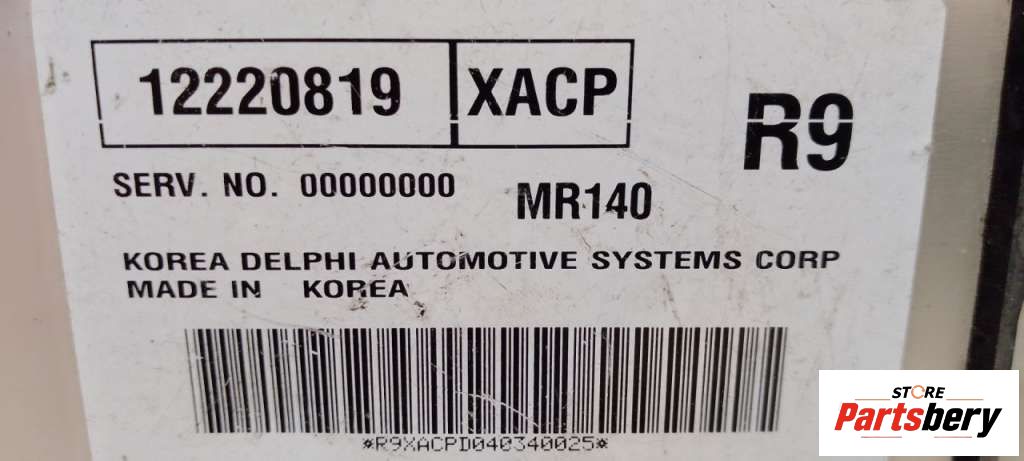 12220819 XACP
R9
SERV. NO. 00000000 MR140
KOREA DELPHI AUTOMOTIVE SYSTEMS CORP
MADE IN KOREA
*R9XACPD040340025*
STORE
Partsbery